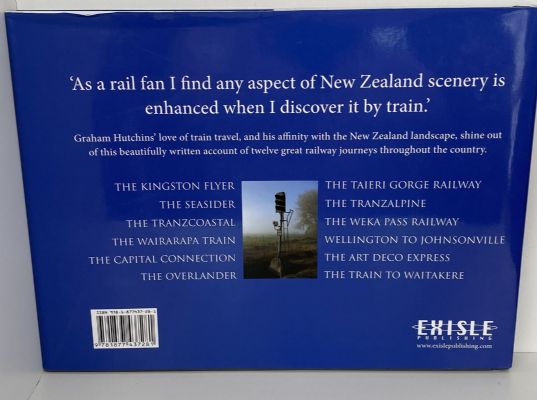 ‘As a rail fan I find any aspect of New Zealand scenery is
enhanced when I discover it by train.’
Graham Hutchins’ love of train travel, and his affinity with the New Zealand landscape, shine out
of this beautifully written account of twelve great railway journeys throughout the country.
THE KINGSTON FLYER
THE SEASIDER
THE TRANZCOASTAL
THE WAIRARAPA TRAIN
THE CAPITAL CONNECTION
THE OVERLANDER
THE TAIERI GORGE RAILWAY
THE TRANZALPINE
THE WEKA PASS RAILWAY
WELLINGTON TO JOHNSONVILLE
THE ART DECO EXPRESS
THE TRAIN TO WAITAKERE
9781877437281
EXISLE
PUBLISHING
www.exislepublishing.com